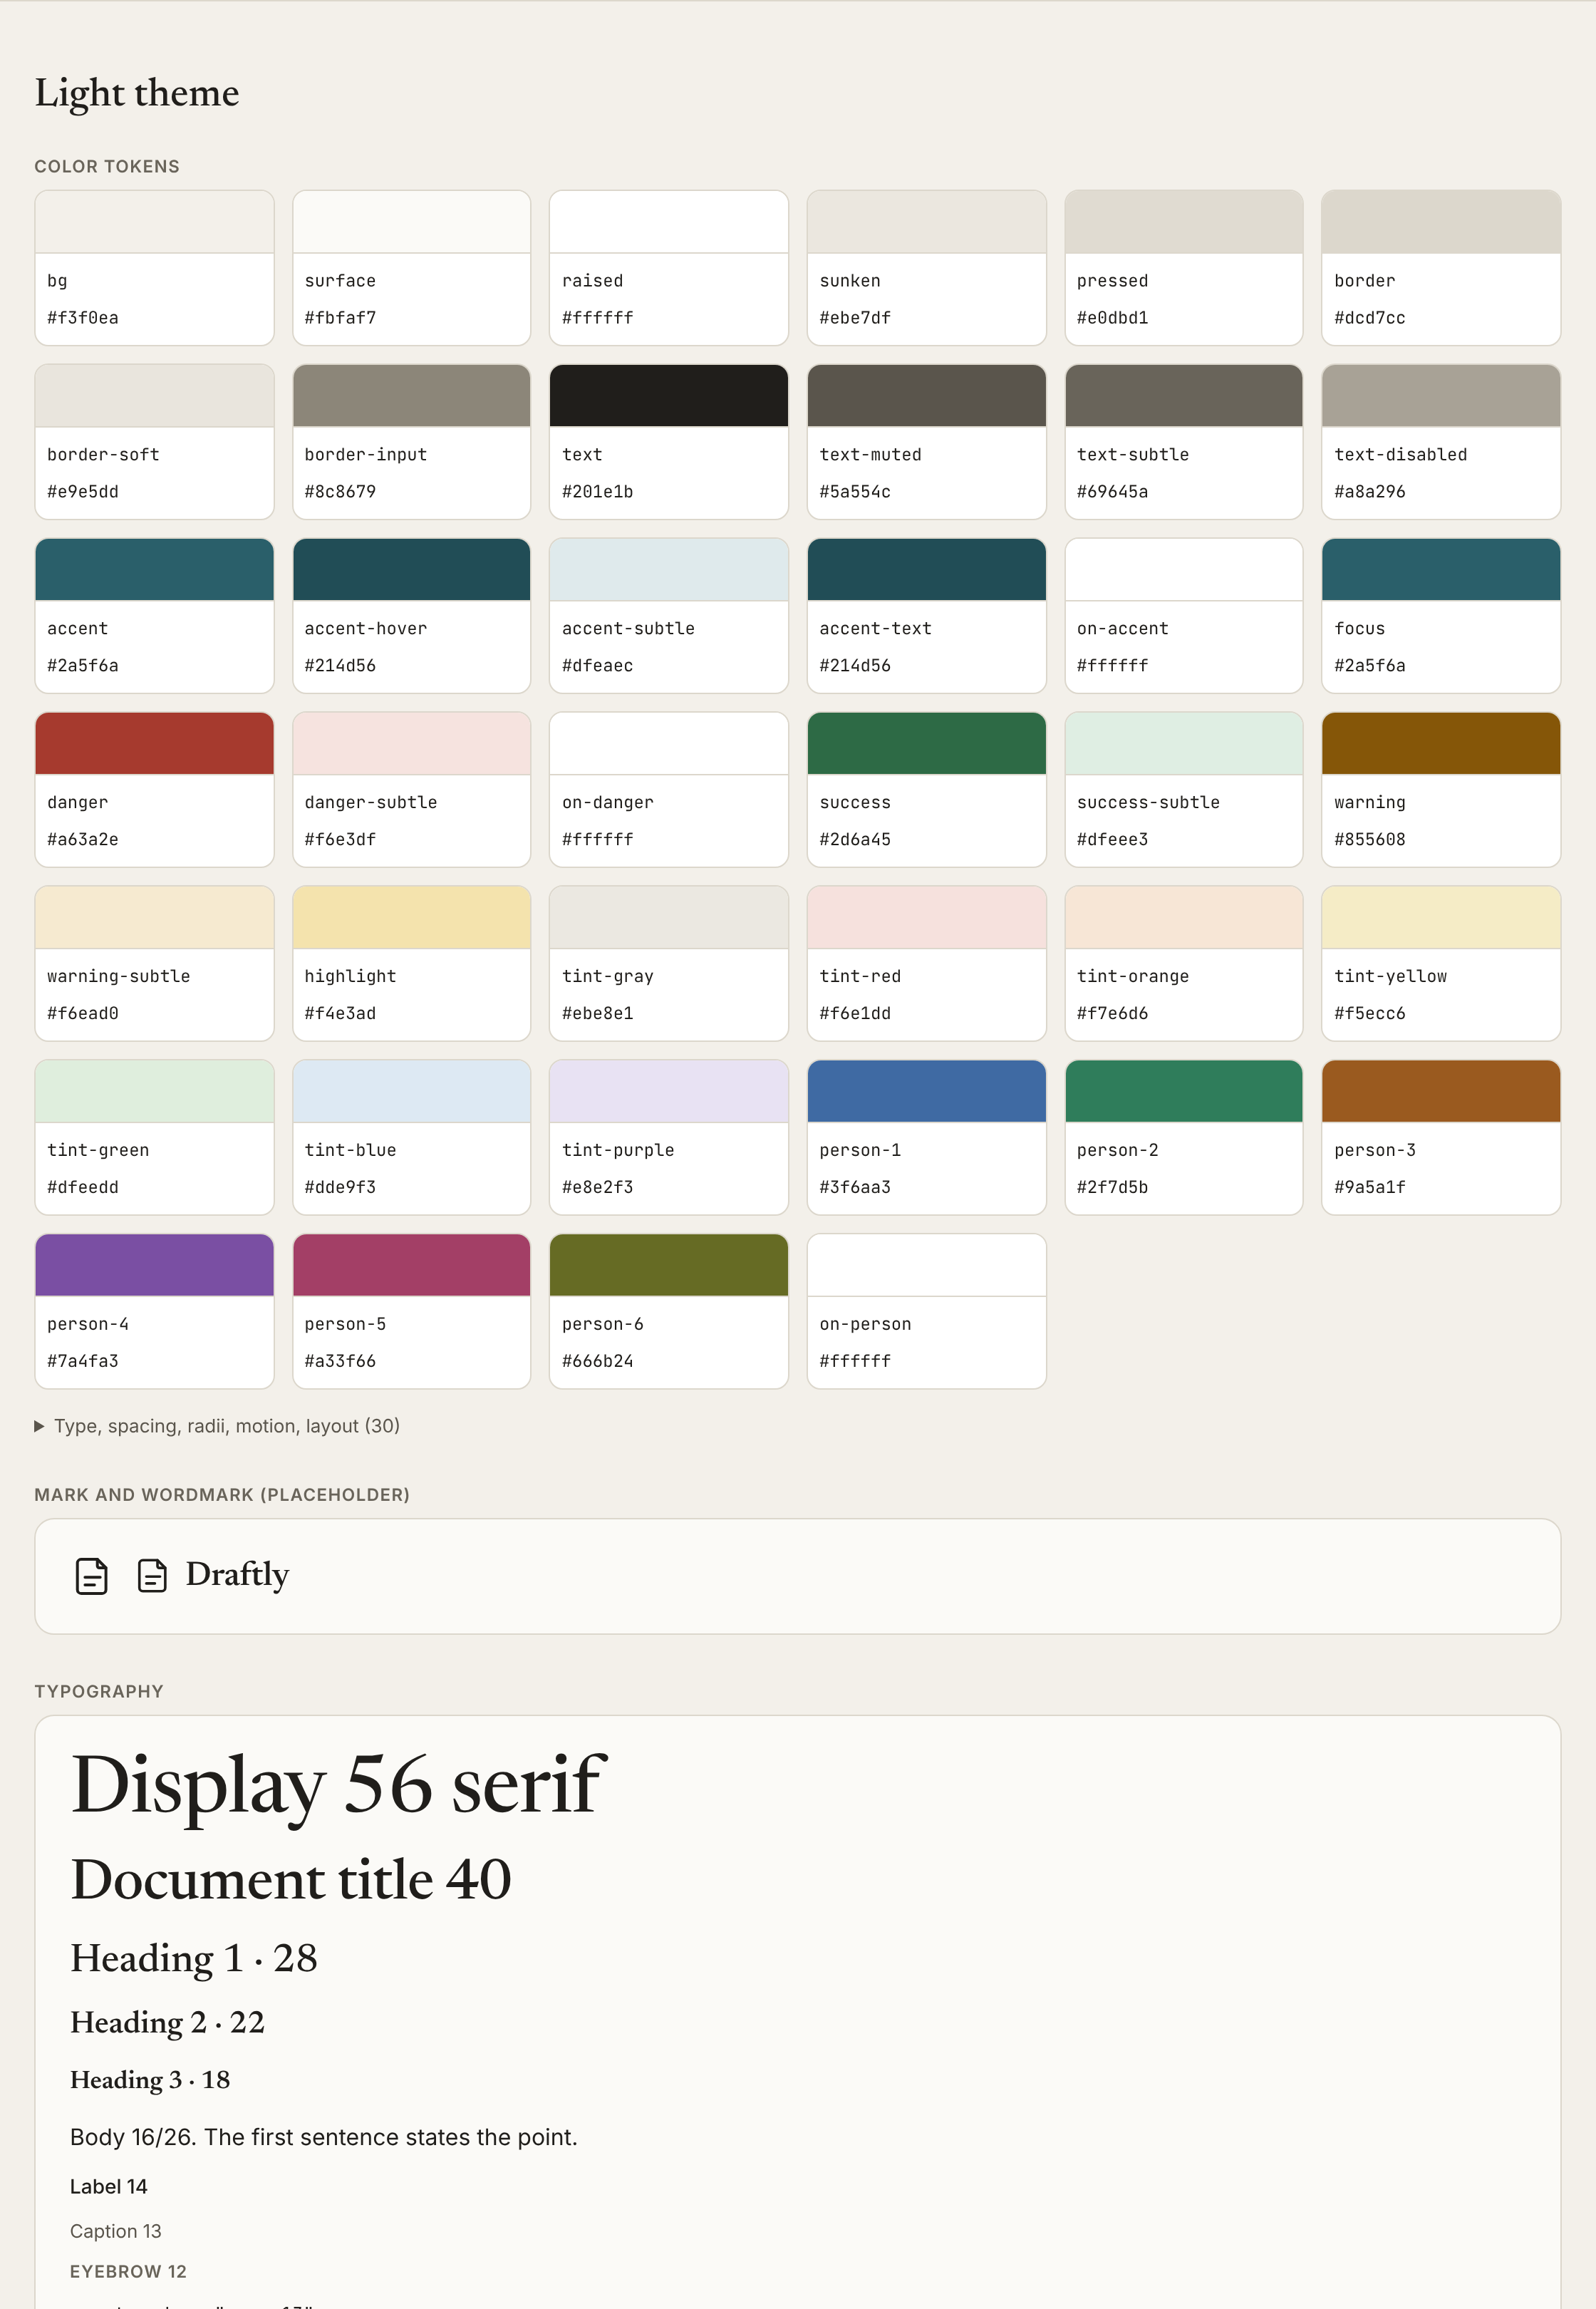 Light theme
COLOR TOKENS
bg
#f3f0ea
surface
#fbfaf7
raised
#ffffff
sunken
#ebe7df
pressed
#e0dbd1
border
#dcd7cc
border-soft
#e9e5dd
border-input
#8c8679
text
#201e1b
text-muted
#5a554c
text-subtle
#69645a
text-disabled
#a8a296
accent
#2a5f6a
accent-hover
#214d56
accent-subtle
#dfeaec
accent-text
#214d56
on-accent
#ffffff
focus
#2a5f6a
danger
#a63a2e
danger-subtle
#f6e3df
on-danger
#ffffff
success
#2d6a45
success-subtle
#dfeee3
warning
#855608
warning-subtle
#f6ead0
highlight
#f4e3ad
tint-gray
#ebe8e1
tint-red
#f6e1dd
tint-orange
#f7e6d6
tint-yellow
#f5ecc6
tint-green
#dfeedd
tint-blue
#dde9f3
tint-purple
#e8e2f3
person-1
#3f6aa3
person-2
#2f7d5b
person-3
#9a5a1f
person-4
#7a4fa3
person-5
#a33f66
person-6
#666b24
on-person
#ffffff
Type, spacing, radii, motion, layout (30)
MARK AND WORDMARK (PLACEHOLDER)
Draftly
TYPOGRAPHY
Display 56 serif
Document title 40
Heading 1 · 28
Heading 2 · 22
Heading 3 · 18
Body 16/26. The first sentence states the point.
Label 14
Caption 13
EYEBROW 12